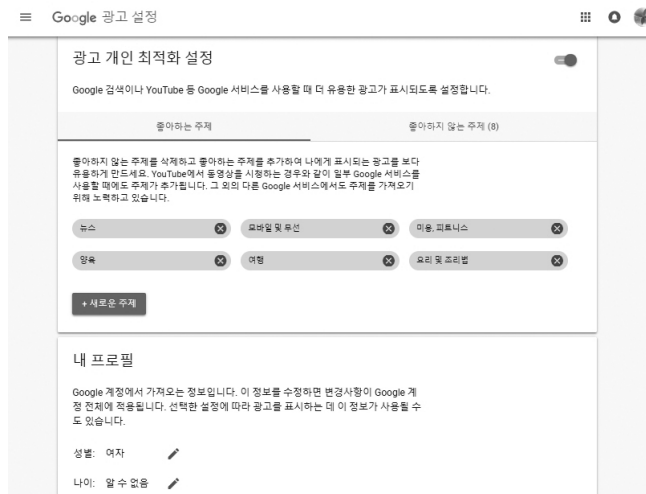 Google 광고 설정
광고 개인 최적화 설정
Google 검색이나 YouTube 등 Google 서비스를 사용할 때 더 유용한 광고가 표시되도록 설정합니다.
좋아하는 주제
좋아하지 않는 주제 (8)
좋아하지 않는 주제를 삭제하고 좋아하는 주제를 추가하여 나에게 표시되는 광고를 보다
유용하게 만드세요. YouTube에서 동영상을 시청하는 경우와 같이 일부 Google 서비스를
사용할 때에도 주제가 추가됩니다. 그 외의 다른 Google 서비스에서도 주제를 가져오기
위해 노력하고 있습니다.
뉴스
모바일 및 무선
미용, 피트니스
양육
여행
요리 및 조리법
+ 새로운 주제
내 프로필
Google 계정에서 가져오는 정보입니다. 이 정보를 수정하면 변경사항이 Google 계
정 전체에 적용됩니다. 선택한 설정에 따라 광고를 표시하는 데 이 정보가 사용될 수
도 있습니다.
성별: 여자
나이: 알 수 없음